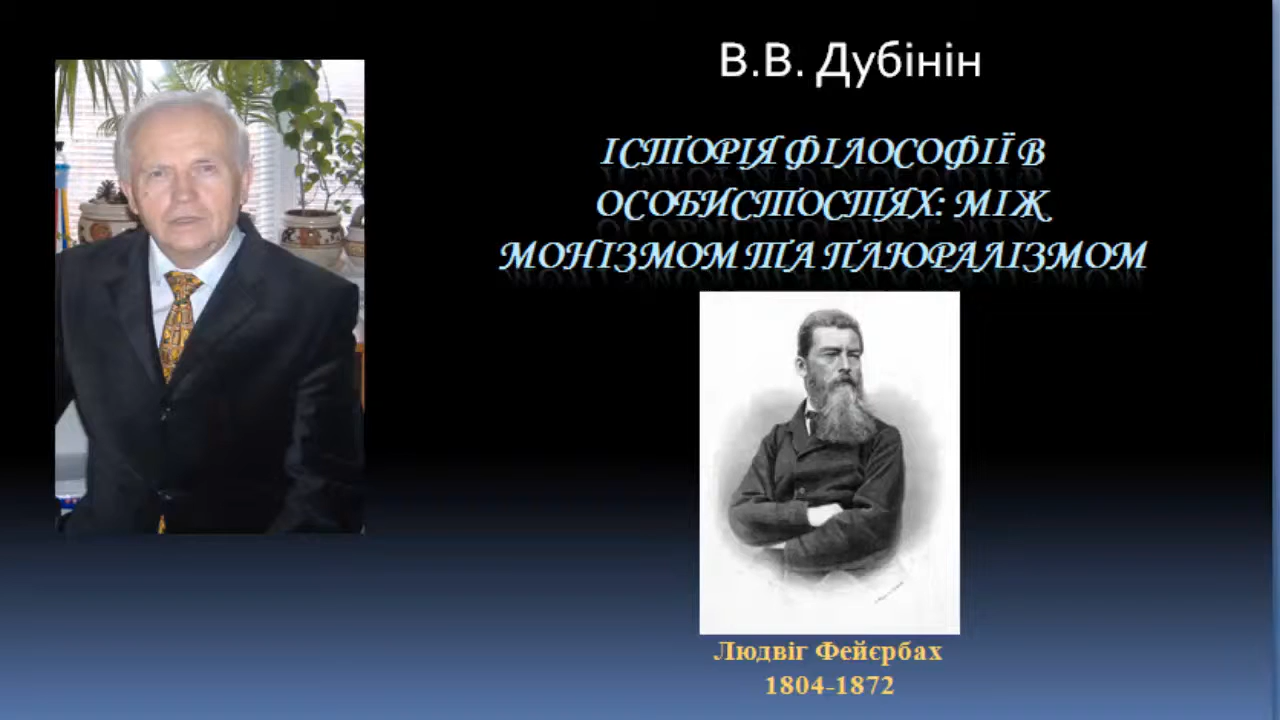 В.В. Дубінін
ІСТОРІЯ ФІЛОСОФІЇ В
ОСОБИСТОСТЯХ: МІЖ
МОНІЗМОМ ТА ПЛЮРАЛІЗМОМ
Людвіг Фейєрбах
1804-1872